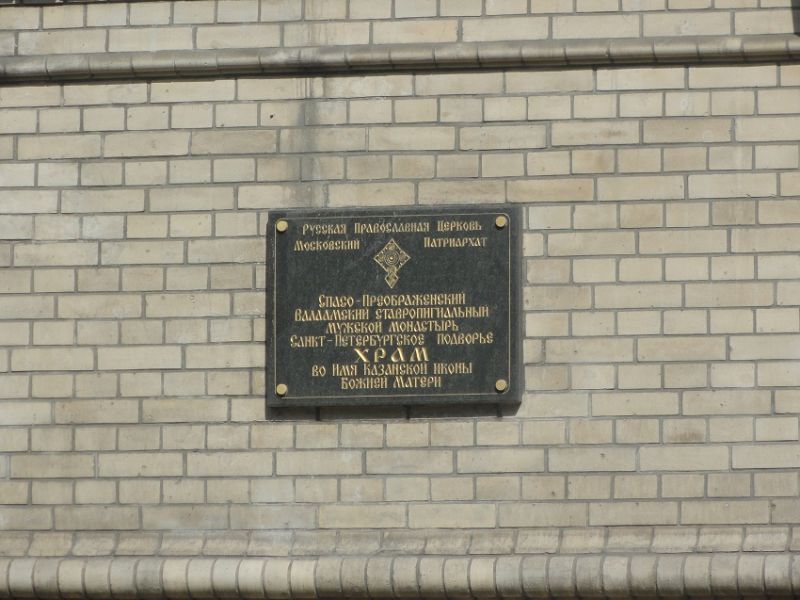 Русская Православная Церковь
Московский Патриархат
Спасо-Преображенский
Валаамский ставропигиальный
мужской монастырь
Санкт-Петербургское подворье
ХРАМ
во имя Казанской иконы
Божией Матери